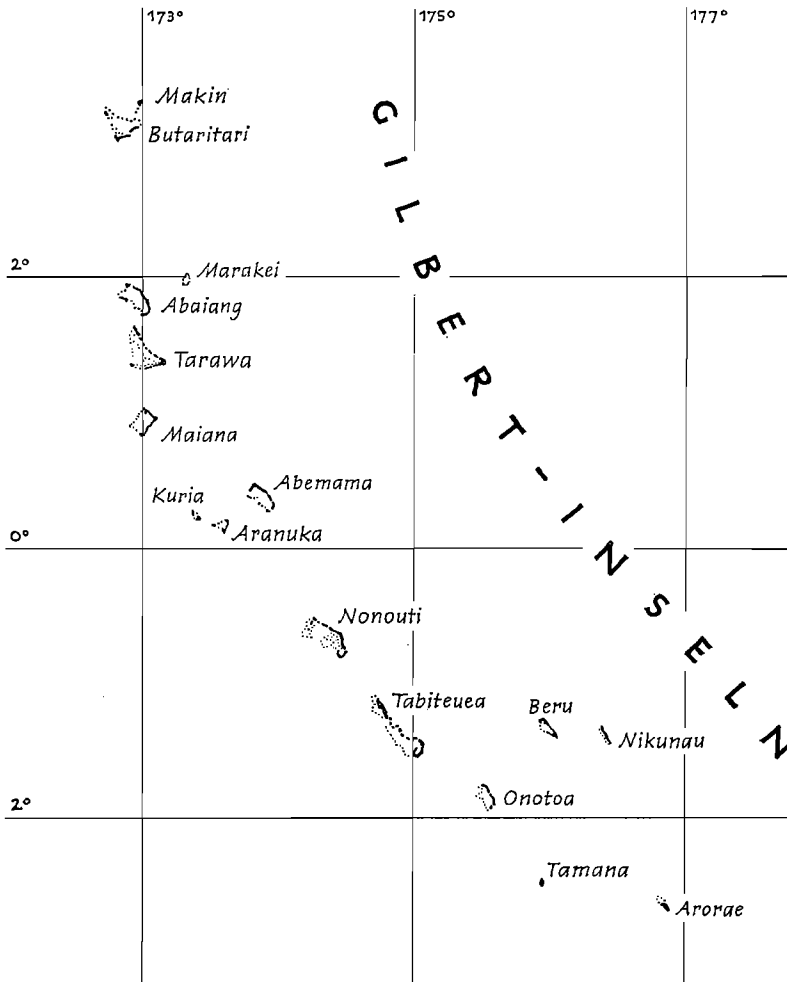 173° 175° 177°
Makin
Butaritari
GILBERT-INSELN
2°
Marakei
Abaiang
Tarawa
Maiana
Abemama
Kuria
Aranuka
0°
Nonouti
Tabiteuea
Beru
Nikunau
Onotoa
2°
Tamana
Arorae